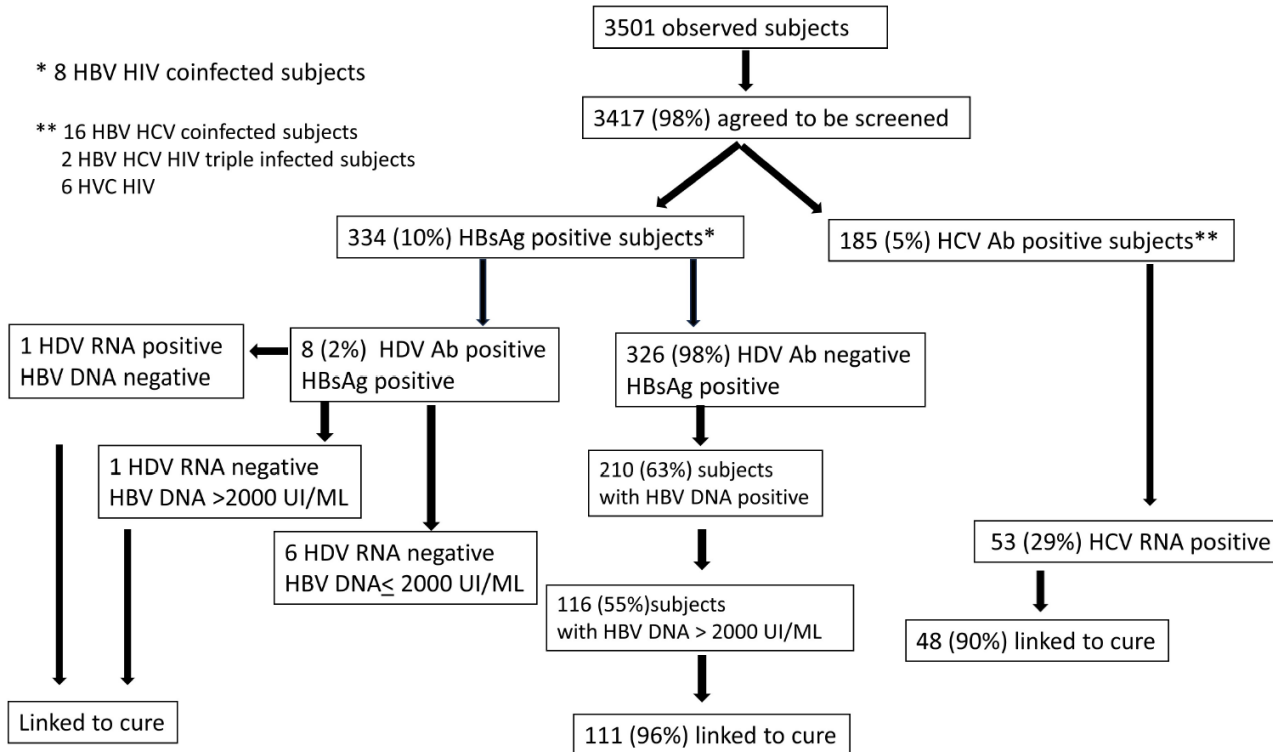 3501 observed subjects
* 8 HBV HIV coinfected subjects
3417 (98%) agreed to be screened
** 16 HBV HCV coinfected subjects
2 HBV HCV HIV triple infected subjects
6 HVC HIV
334 (10%) HBsAg positive subjects*
185 (5%) HCV Ab positive subjects**
1 HDV RNA positive
HBV DNA negative
8 (2%) HDV Ab positive
HBsAg positive
326 (98%) HDV Ab negative
HBsAg positive
1 HDV RNA negative
HBV DNA >2000 UI/ML
210 (63%) subjects
with HBV DNA positive
6 HDV RNA negative
HBV DNA≤ 2000 UI/ML
53 (29%) HCV RNA positive
116 (55%)subjects
with HBV DNA > 2000 UI/ML
48 (90%) linked to cure
Linked to cure
111 (96%) linked to cure